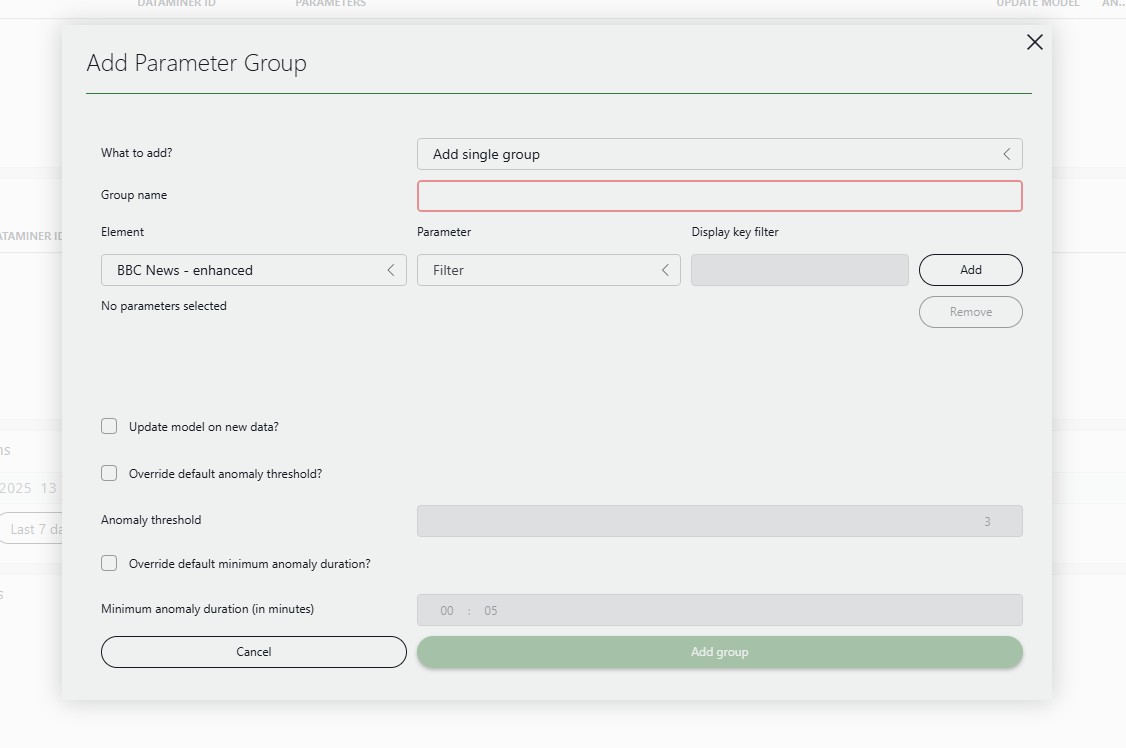 DATAMINER ID PARAMETERS UPDATE MODEL AN...
Add Parameter Group
What to add? Add single group
Group name
Element Parameter Display key filter
BBC News - enhanced Filter Add
No parameters selected Remove
Update model on new data?
2025 13
Override default anomaly threshold?
Anomaly threshold 3
Last 7 da
Override default minimum anomaly duration?
Minimum anomaly duration (in minutes) 00 : 05
Cancel Add group